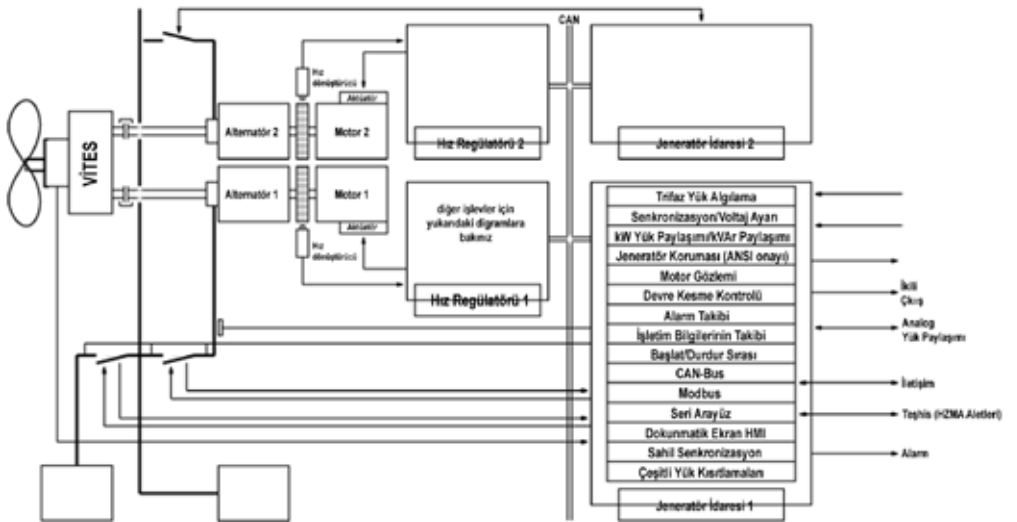 CAN
Hız
dönüştürücü
Aktüatör
VİTES
Alternatör 2
Motor 2
Hız Regülatörü 2
Jeneratör İdaresi 2
Alternatör 1
Motor 1
Aktüatör
Hız
dönüştürücü
diğer işlevler için
yukarıdaki digramlara
bakınız
Hız Regülatörü 1
Trifaz Yük Algılama
Senkronizasyon/Voltaj Ayarı
kW Yük Paylaşımı/kVAr Paylaşımı
Jeneratör Koruması (ANSI onayı)
Motor Gözlemi
Devre Kesme Kontrolü
Alarm Takibi
İşletim Bilgilerinin Takibi
Başlat/Durdur Sırası
CAN-Bus
Modbus
Seri Arayüz
Dokunmatik Ekran HMI
Sahil Senkronizasyon
Çeşitli Yük Kısıtlamaları
Jeneratör İdaresi 1
İkili
Çıkış
Analog
Yük Paylaşımı
İletişim
Teşhis (HZMA Aletleri)
Alarm